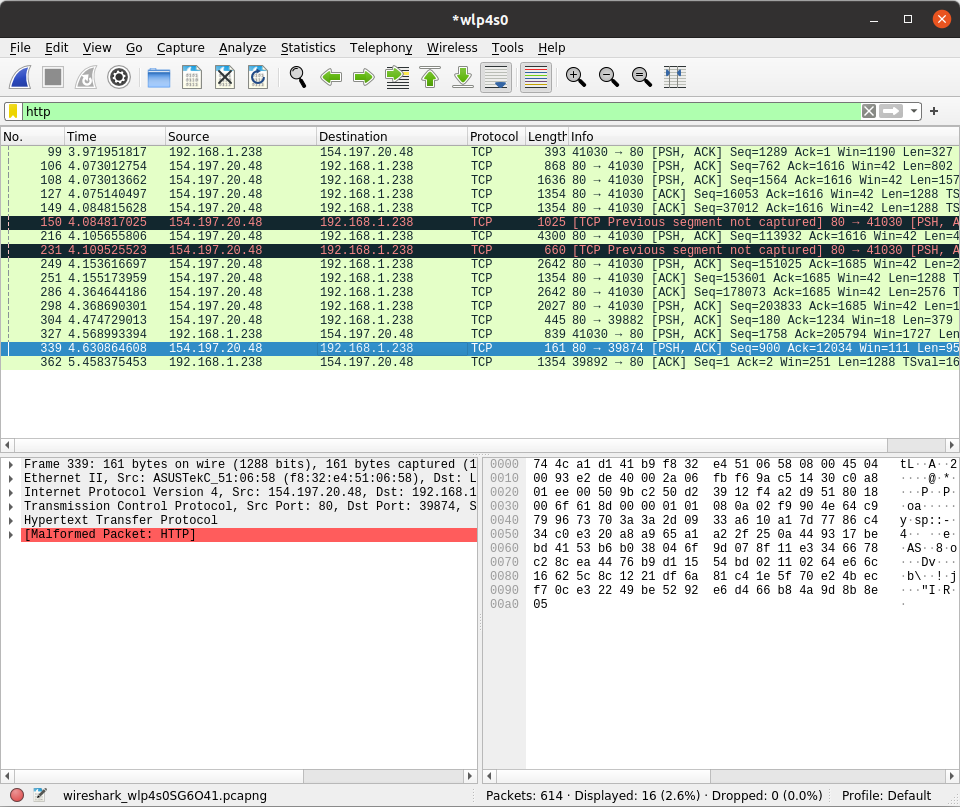 *wlp4s0
File Edit View Go Capture Analyze Statistics Telephony Wireless Tools Help
http
No. Time Source Destination Protocol Length Info
99 3.971951817 192.168.1.238 154.197.20.48 TCP 393 41030 → 80 [PSH, ACK] Seq=1289 Ack=1 Win=1190 Len=327
106 4.073012754 154.197.20.48 192.168.1.238 TCP 868 80 → 41030 [PSH, ACK] Seq=762 Ack=1616 Win=42 Len=802
108 4.073013662 154.197.20.48 192.168.1.238 TCP 1636 80 → 41030 [PSH, ACK] Seq=1564 Ack=1616 Win=42 Len=157
127 4.075140497 154.197.20.48 192.168.1.238 TCP 1354 80 → 41030 [ACK] Seq=16053 Ack=1616 Win=42 Len=1288 TS
149 4.084815628 154.197.20.48 192.168.1.238 TCP 1354 80 → 41030 [ACK] Seq=37012 Ack=1616 Win=42 Len=1288 TS
150 4.084817025 154.197.20.48 192.168.1.238 TCP 1025 [TCP Previous segment not captured] 80 → 41030 [PSH, A
216 4.105655806 154.197.20.48 192.168.1.238 TCP 4300 80 → 41030 [PSH, ACK] Seq=113932 Ack=1616 Win=42 Len=4
231 4.109525523 154.197.20.48 192.168.1.238 TCP 660 [TCP Previous segment not captured] 80 → 41030 [PSH, A
249 4.153616697 154.197.20.48 192.168.1.238 TCP 2642 80 → 41030 [PSH, ACK] Seq=151025 Ack=1685 Win=42 Len=2
251 4.155173959 154.197.20.48 192.168.1.238 TCP 1354 80 → 41030 [ACK] Seq=153601 Ack=1685 Win=42 Len=1288 T
286 4.364644186 154.197.20.48 192.168.1.238 TCP 2642 80 → 41030 [ACK] Seq=178073 Ack=1685 Win=42 Len=2576 T
298 4.368690301 154.197.20.48 192.168.1.238 TCP 2027 80 → 41030 [PSH, ACK] Seq=203833 Ack=1685 Win=42 Len=1
304 4.474729013 154.197.20.48 192.168.1.238 TCP 445 80 → 39882 [PSH, ACK] Seq=180 Ack=1234 Win=18 Len=379
327 4.568993394 192.168.1.238 154.197.20.48 TCP 839 41030 → 80 [PSH, ACK] Seq=1758 Ack=205794 Win=1727 Len=
339 4.630864608 154.197.20.48 192.168.1.238 TCP 161 80 → 39874 [PSH, ACK] Seq=900 Ack=12034 Win=111 Len=95
362 5.458375453 192.168.1.238 154.197.20.48 TCP 1354 39892 → 80 [ACK] Seq=1 Ack=2 Win=251 Len=1288 TSval=16
Frame 339: 161 bytes on wire (1288 bits), 161 bytes captured (1
Ethernet II, Src: ASUSTekC_51:06:58 (f8:32:e4:51:06:58), Dst: L
Internet Protocol Version 4, Src: 154.197.20.48, Dst: 192.168.1
Transmission Control Protocol, Src Port: 80, Dst Port: 39874, S
Hypertext Transfer Protocol
[Malformed Packet: HTTP]
0000 74 4c a1 d1 41 b9 f8 32 e4 51 06 58 08 00 45 04 tL··A··2
0010 00 93 e2 de 40 00 2a 06 fb f6 9a c5 14 30 c0 a8 ····@·*·
0020 01 ee 00 50 9b c2 50 d2 39 12 f4 a2 d9 51 80 18 ···P··P·
0030 00 6f 61 8d 00 00 01 01 08 0a 02 f9 90 4e 64 c9 ·oa·····
0040 79 96 73 70 3a 3a 2d 09 33 a6 10 a1 7d 77 86 c4 y·sp::-·
0050 34 c0 e3 20 a8 a9 65 a1 a2 2f 25 0a 44 93 17 be 4·· ··e·
0060 bd 41 53 b6 b0 38 04 6f 9d 07 8f 11 e3 34 66 78 ·AS··8·o
0070 c2 8c ea 44 76 b9 d1 15 54 bd 02 11 02 64 e6 6c ···Dv···
0080 16 62 5c 8c 12 21 df 6a 81 c4 1e 5f 70 e2 4b ec ·b\··!·j
0090 f7 0c e3 22 49 be 52 92 e6 d4 66 b8 4a 9d 8b 8e ···"I·R·
00a0 05 ·
wireshark_wlp4s0SG6O41.pcapng Packets: 614 · Displayed: 16 (2.6%) · Dropped: 0 (0.0%) Profile: Default